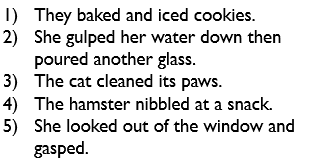 1) They baked and iced cookies.
2) She gulped her water down then
poured another glass.
3) The cat cleaned its paws.
4) The hamster nibbled at a snack.
5) She looked out of the window and
gasped.